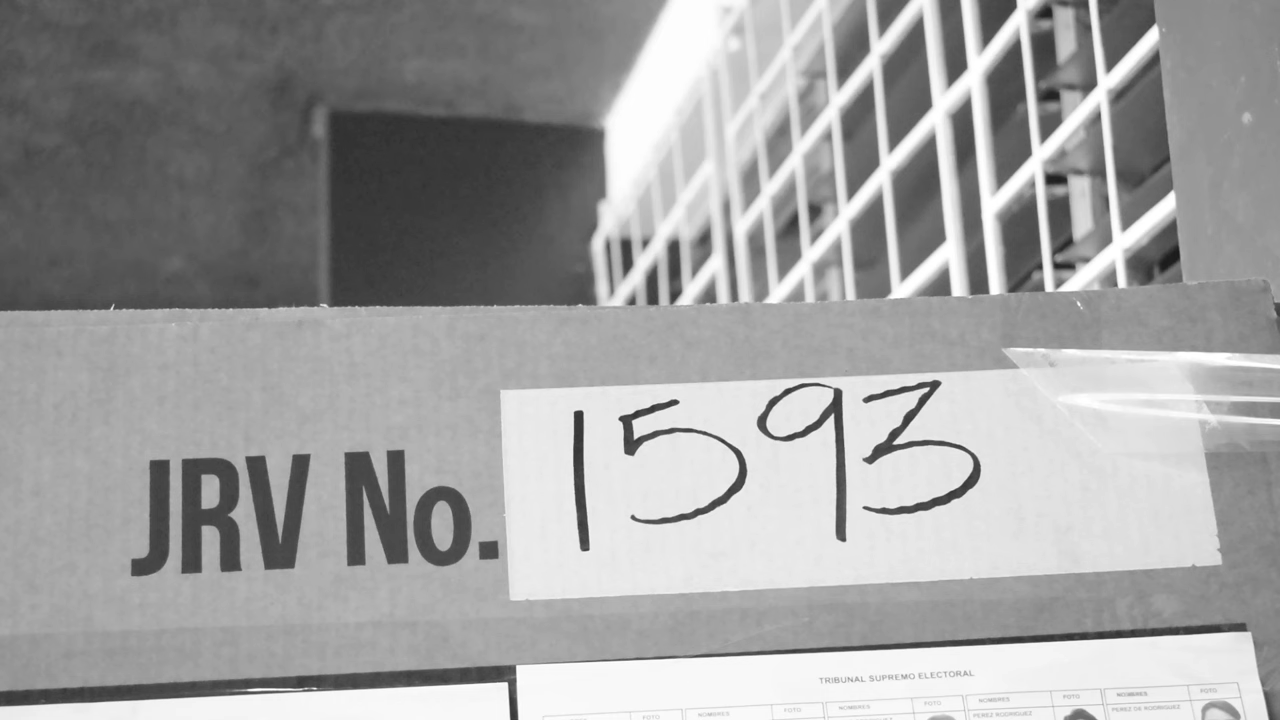 JRV No. 1593
TRIBUNAL SUPREMO ELECTORAL
NOMBRES FOTO NOMBRES FOTO NOMBRES FOTO NOMBRES FOTO NOMBRES FOTO
PEREZ RODRIGUEZ PEREZ DE RODRIGUEZ